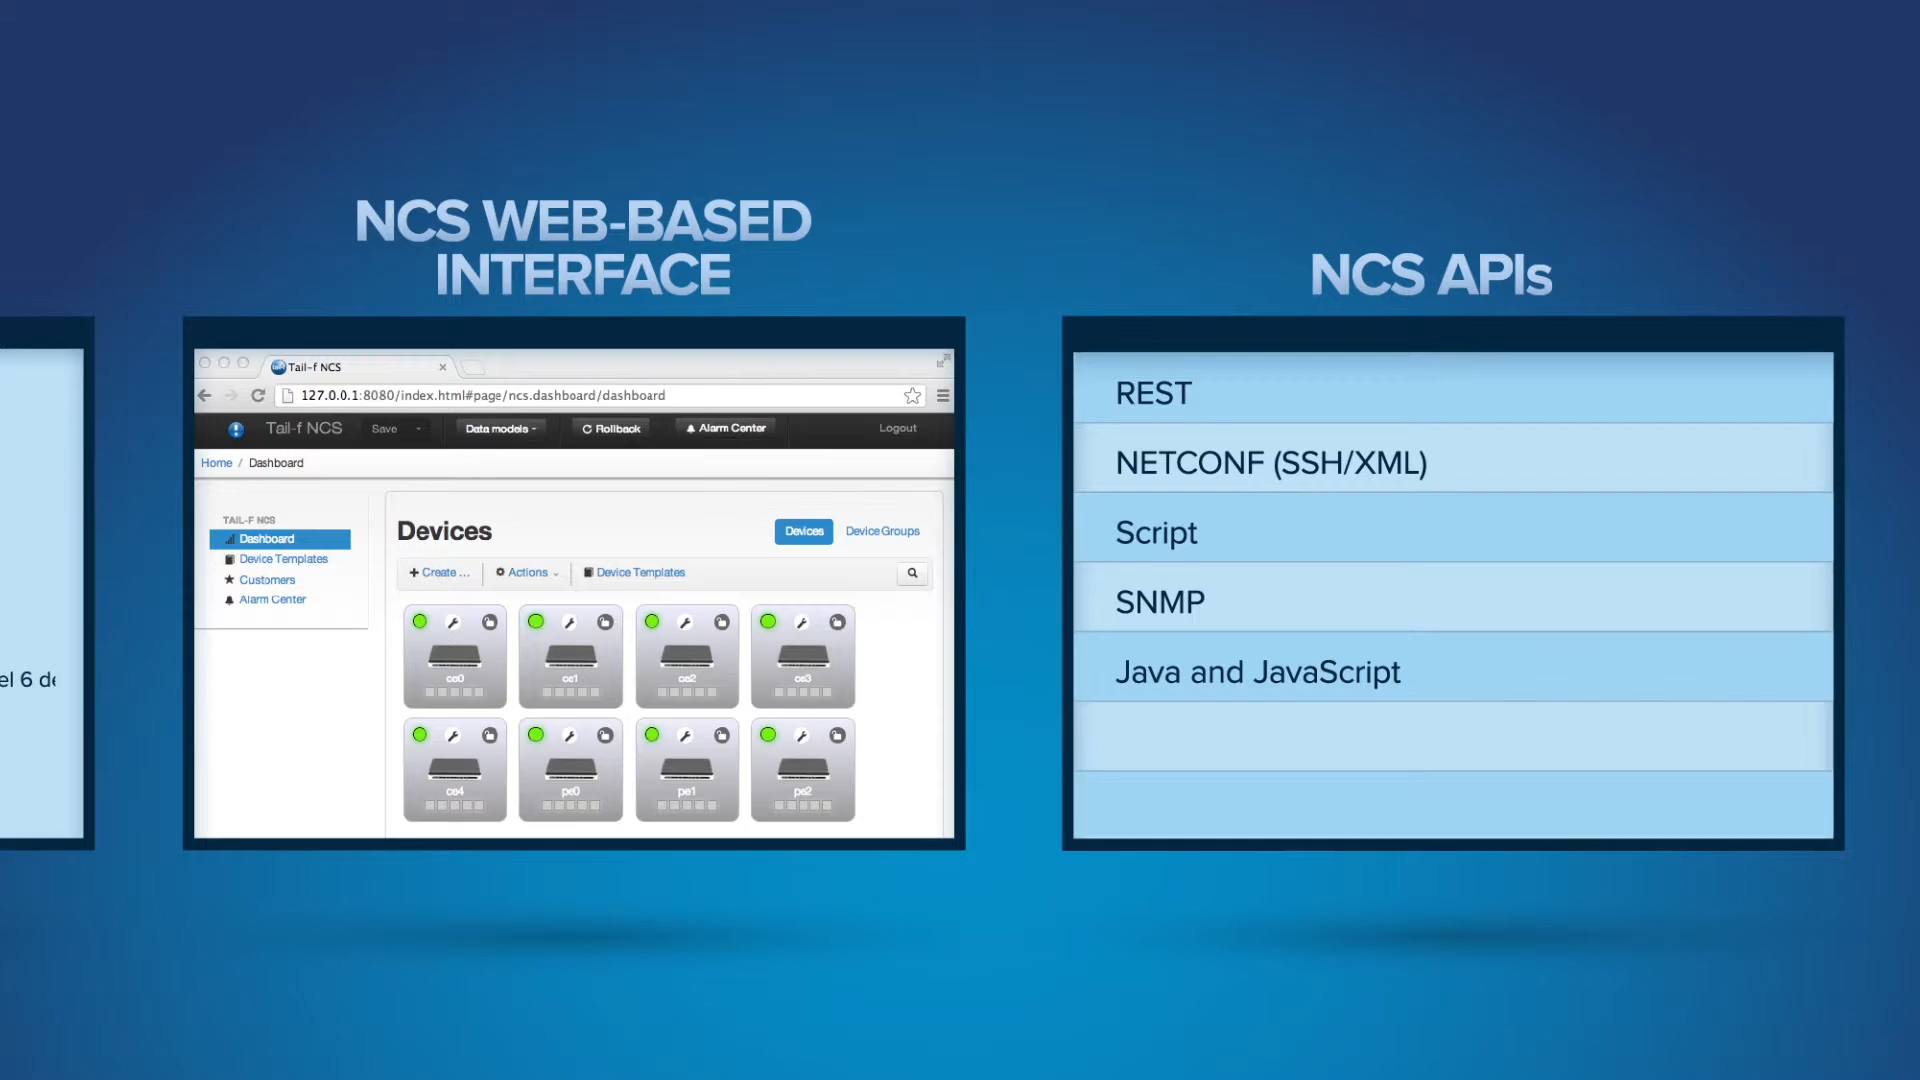 NCS WEB-BASED
INTERFACE
NCS APIs
el 6 de
Tail-f NCS
127.0.0.1:8080/index.html#page/ncs.dashboard/dashboard
Tail-f NCS
Save
Data models
Rollback
Alarm Center
Logout
Home / Dashboard
TAIL-F NCS
Dashboard
Device Templates
Customers
Alarm Center
Devices
Devices
Device Groups
Create ...
Actions
Device Templates
ce0
ce1
ce2
ce3
ce4
pe0
pe1
pe2
REST
NETCONF (SSH/XML)
Script
SNMP
Java and JavaScript